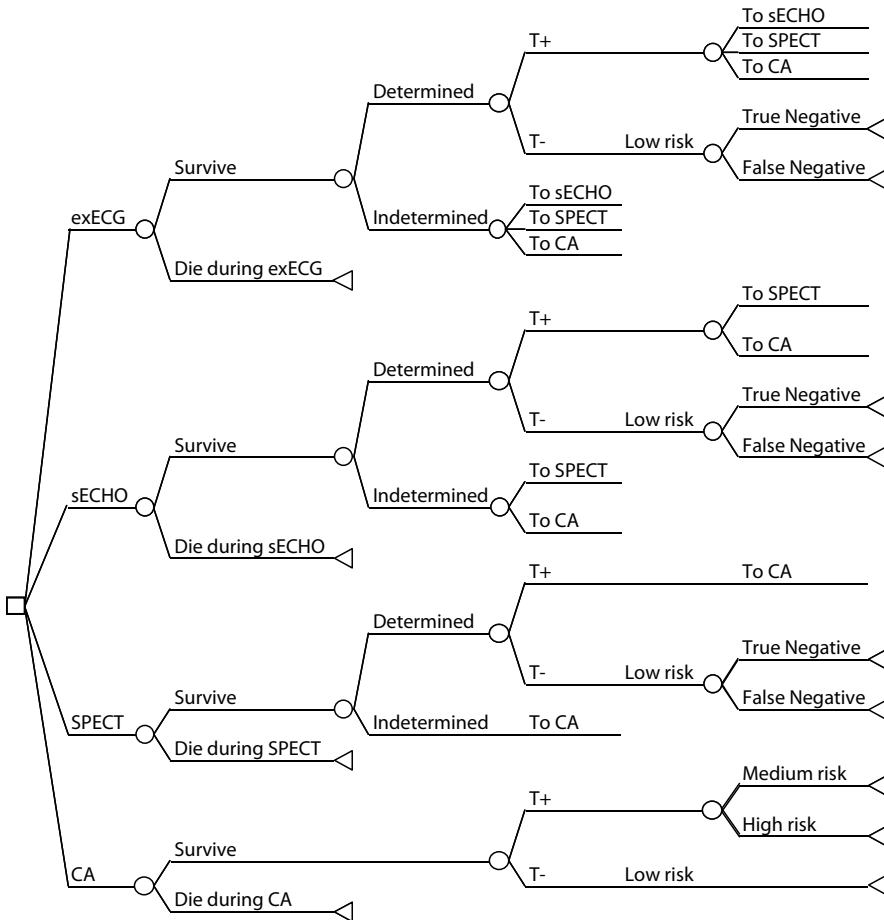 To sECHO
T+
To SPECT
To CA
Determined
True Negative
T- Low risk
False Negative
Survive
To sECHO
exECG
Indetermined
To SPECT
To CA
Die during exECG
To SPECT
T+
To CA
Determined
True Negative
T- Low risk
False Negative
Survive
To SPECT
sECHO
Indetermined
To CA
Die during sECHO
T+ To CA
Determined
True Negative
T- Low risk
False Negative
Survive
SPECT
Indetermined To CA
Die during SPECT
Medium risk
T+
High risk
Survive
CA
T- Low risk
Die during CA